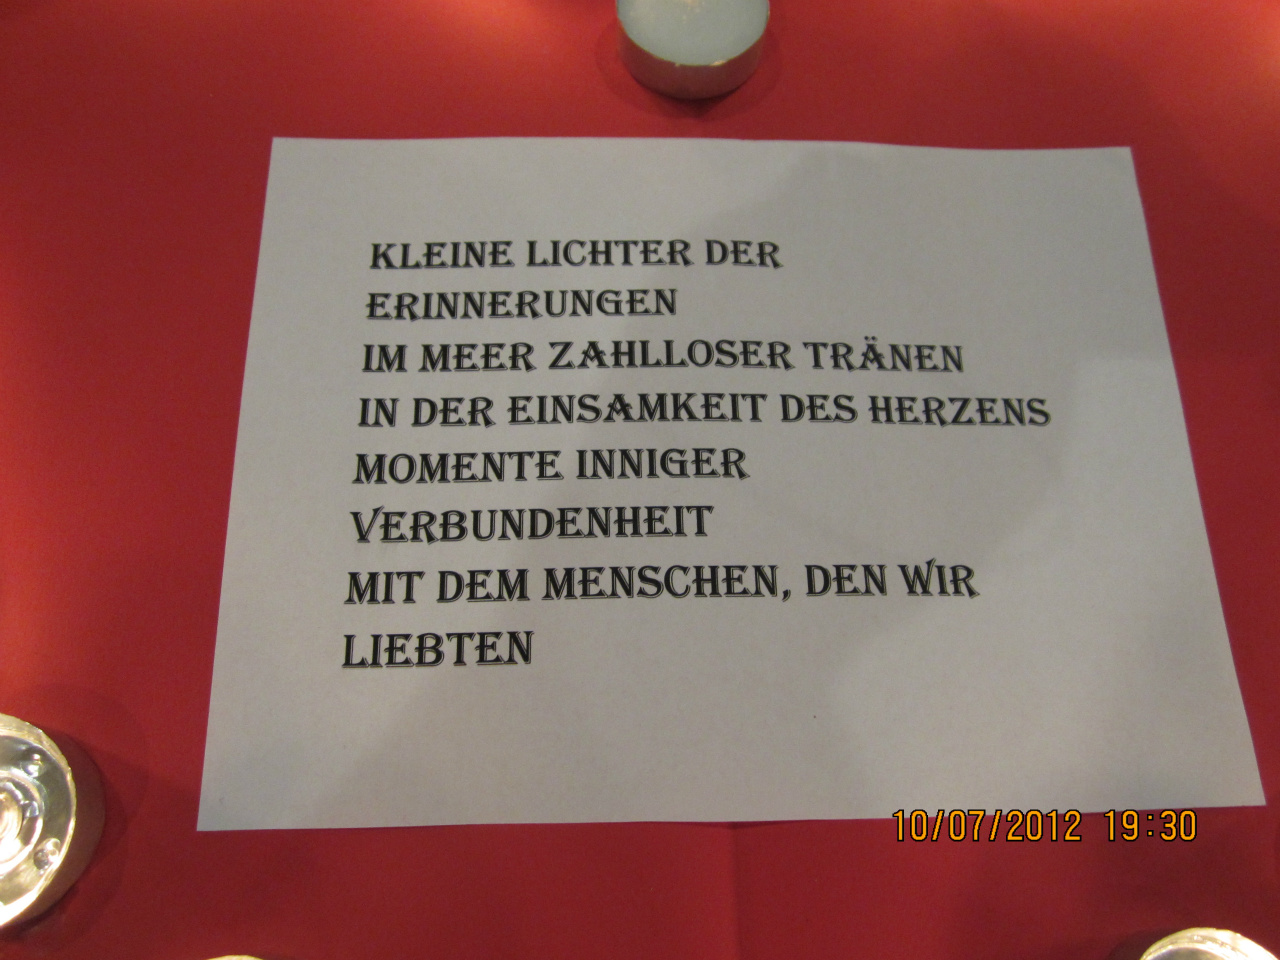 KLEINE LICHTER DER
ERINNERUNGEN
IM MEER ZAHLLOSER TRÄNEN
IN DER EINSAMKEIT DES HERZENS
MOMENTE INNIGER
VERBUNDENHEIT
MIT DEM MENSCHEN, DEN WIR
LIEBTEN
10/07/2012 19:30